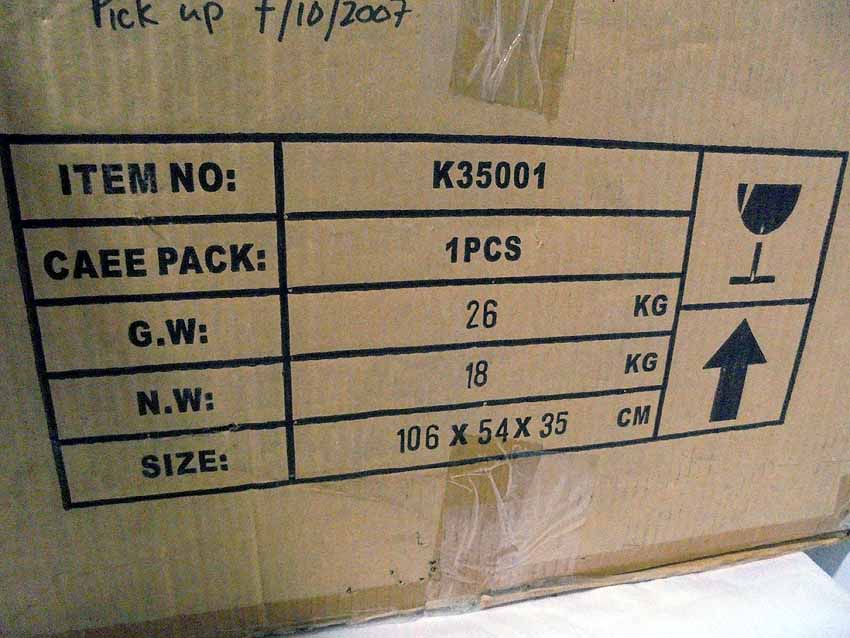 Pick up 7/10/2007
ITEM NO: K35001
CAEE PACK: 1PCS
G.W: 26 KG
N.W: 18 KG
SIZE: 106 X 54 X 35 CM